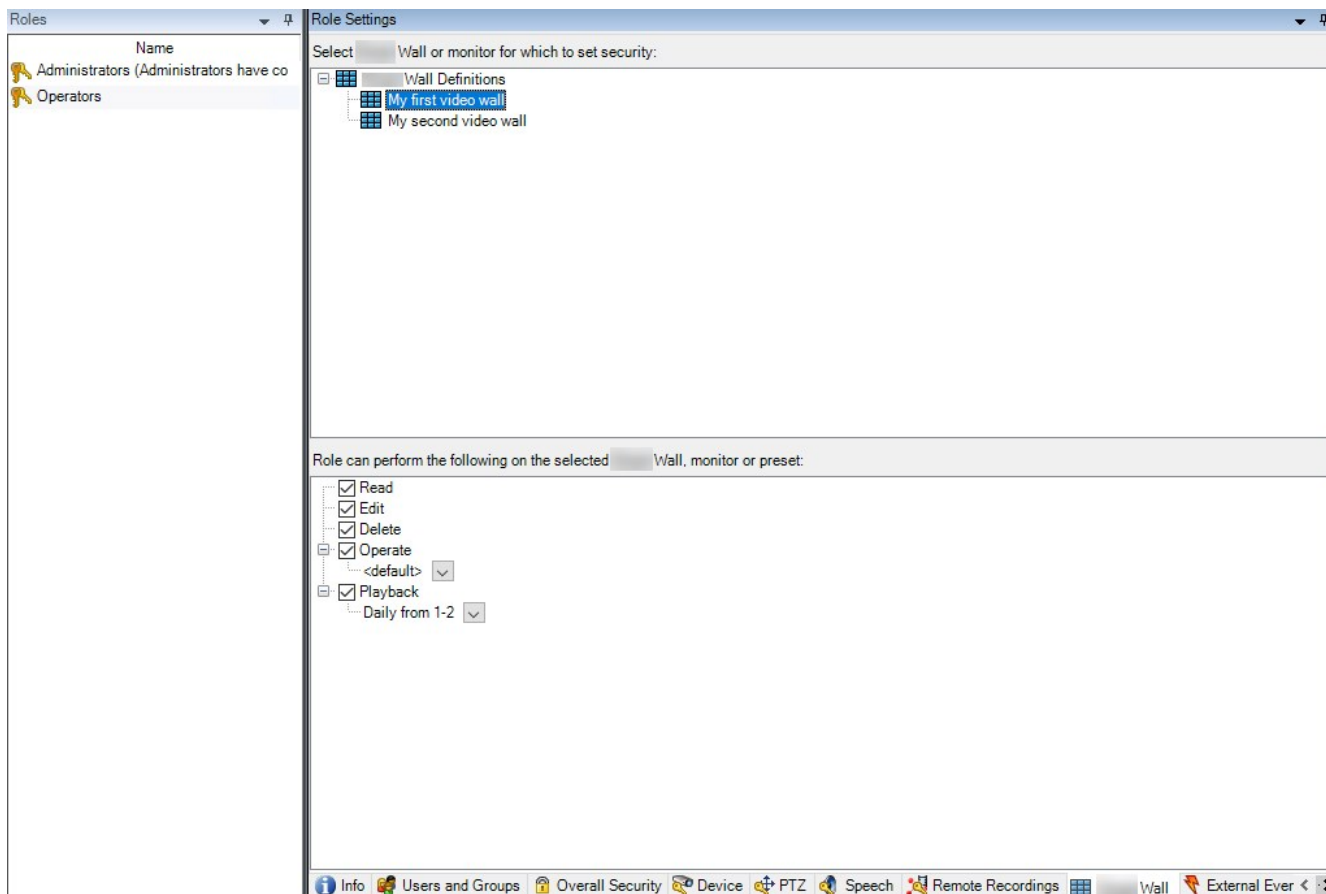 Roles
Name
Administrators (Administrators have co
Operators
Role Settings
Select Wall or monitor for which to set security:
Wall Definitions
My first video wall
My second video wall
Role can perform the following on the selected Wall, monitor or preset:
Read
Edit
Delete
Operate
<default>
Playback
Daily from 1-2
Info Users and Groups Overall Security Device PTZ Speech Remote Recordings Wall External Ever